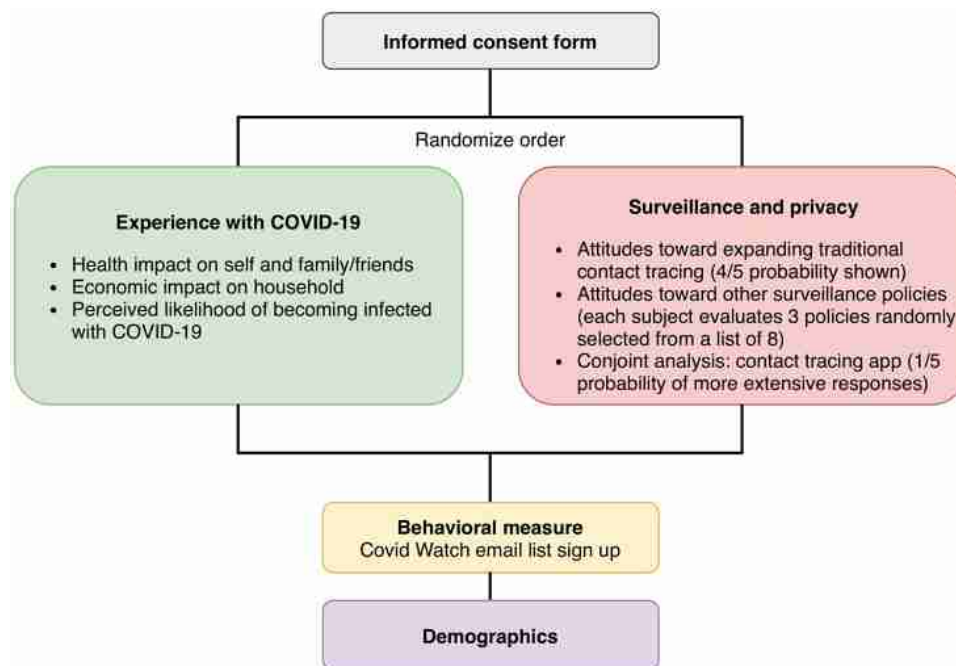 Informed consent form
Randomize order
Experience with COVID-19
• Health impact on self and family/friends
• Economic impact on household
• Perceived likelihood of becoming infected
with COVID-19
Surveillance and privacy
• Attitudes toward expanding traditional
contact tracing (4/5 probability shown)
• Attitudes toward other surveillance policies
(each subject evaluates 3 policies randomly
selected from a list of 8)
• Conjoint analysis: contact tracing app (1/5
probability of more extensive responses)
Behavioral measure
Covid Watch email list sign up
Demographics